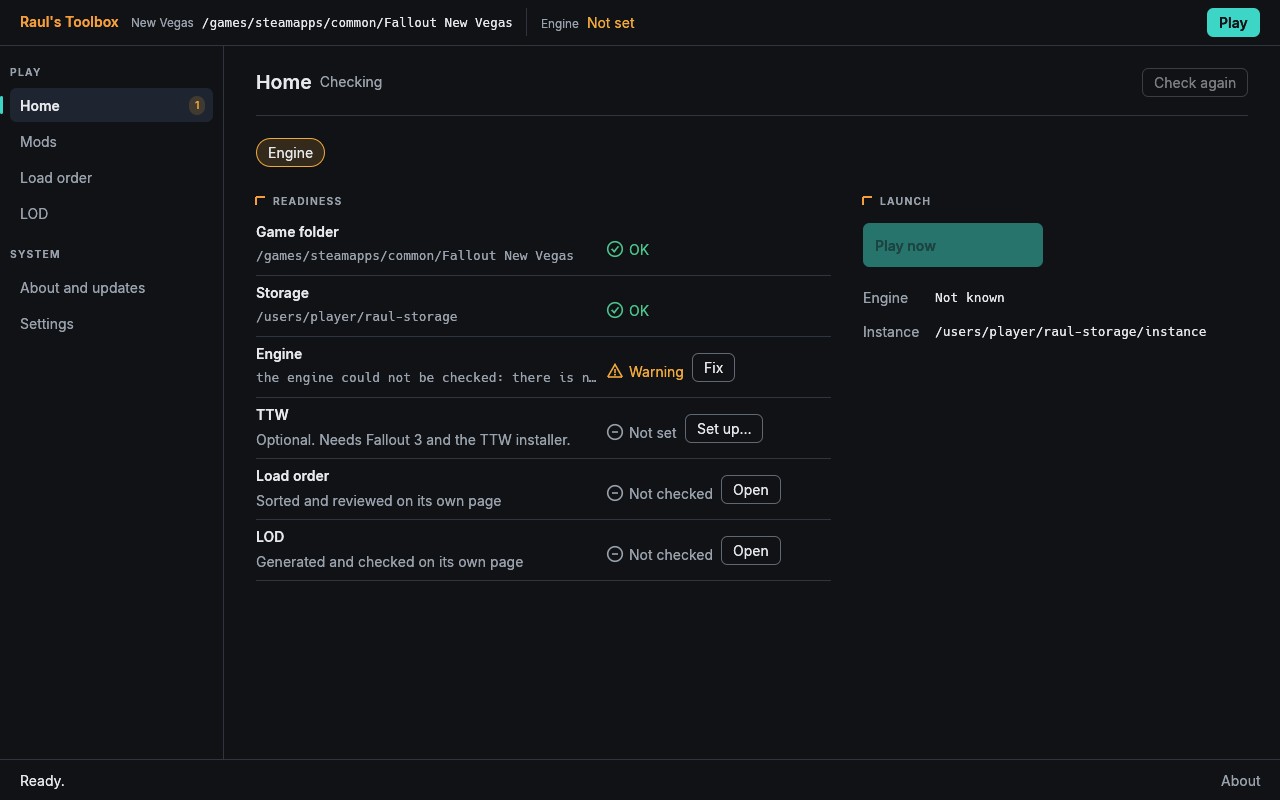 Raul's Toolbox New Vegas /games/steamapps/common/Fallout New Vegas Engine Not set Play
PLAY
Home 1
Mods
Load order
LOD
SYSTEM
About and updates
Settings
Home Checking Check again
Engine
READINESS
Game folder
/games/steamapps/common/Fallout New Vegas
OK
Storage
/users/player/raul-storage
OK
Engine
the engine could not be checked: there is n…
Warning Fix
TTW
Optional. Needs Fallout 3 and the TTW installer.
Not set Set up...
Load order
Sorted and reviewed on its own page
Not checked Open
LOD
Generated and checked on its own page
Not checked Open
LAUNCH
Play now
Engine Not known
Instance /users/player/raul-storage/instance
Ready. About